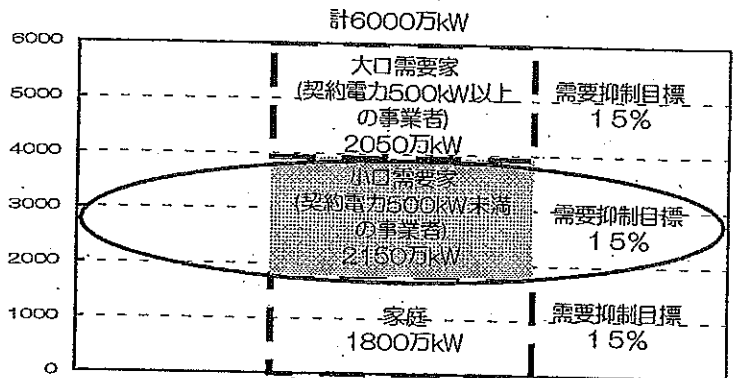 計6000万kW
6000
5000
4000
3000
2000
1000
0
大口需要家
(契約電力500kW以上
の事業者)
2050万kW
需要抑制目標
15%
小口需要家
(契約電力500kW未満
の事業者)
2150万kW
需要抑制目標
15%
家庭
1800万kW
需要抑制目標
15%